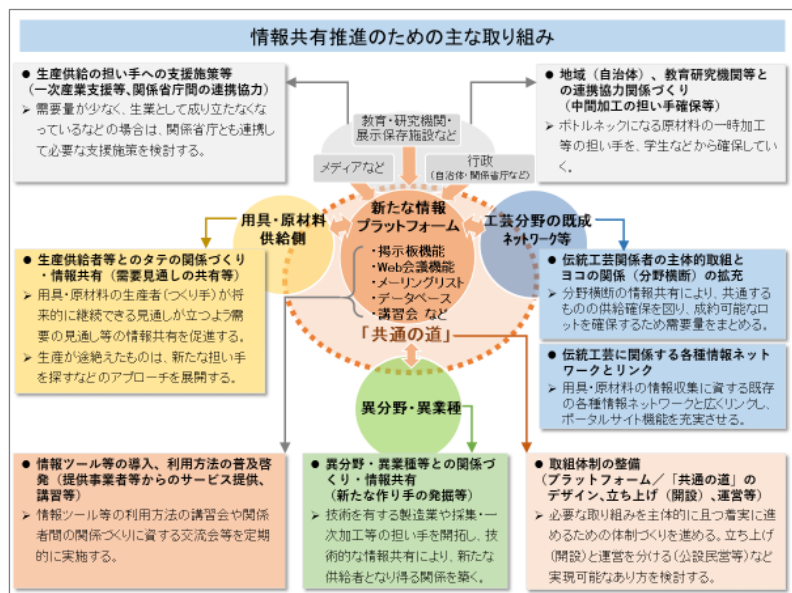 情報共有推進のための主な取り組み
● 生産供給の担い手への支援施策等
(一次産業支援等、関係省庁間の連携協力)
➢ 需要量が少なく、生業として成り立たなくな
っているなどの場合は、関係省庁とも連携し
て必要な支援施策を検討する。
教育・研究機関・
展示保存施設など
メディアなど
行政
(自治体・関係省庁など)
● 地域(自治体)、教育研究機関等と
の連携協力関係づくり
(中間加工の担い手確保等)
➢ ボトルネックになる原材料の一時加工
等の担い手を、学生などから確保してい
く。
用具・原材料
供給側
新たな情報
プラットフォーム
・掲示板機能
・Web会議機能
・メーリングリスト
・データベース
・講習会 など
「共通の道」
工芸分野の既成
ネットワーク等
異分野・異業種
● 生産供給者等とのタテの関係づくり
・情報共有(需要見通しの共有等)
➢ 用具・原材料の生産者(つくり手)が将
来的に継続できる見通しが立つよう需
要の見通し等の情報共有を促進する。
➢ 生産が途絶えたものは、新たな担い手
を探すなどのアプローチを展開する。
● 伝統工芸関係者の主体的取組と
ヨコの関係(分野横断)の拡充
➢ 分野横断の情報共有により、共通する
ものの供給確保を図り、成約可能なロ
ットを確保するため需要量をまとめる。
● 伝統工芸に関係する各種情報ネット
ワークとリンク
➢ 用具・原材料の情報収集に資する既存
の各種情報ネットワークと広くリンクし、
ポータルサイト機能を充実させる。
● 情報ツール等の導入、利用方法の普及啓
発(提供事業者等からのサービス提供、
講習等)
➢ 情報ツール等の利用方法の講習会や関係
者間の関係づくりに資する交流会等を定期
的に実施する。
● 異分野・異業種等との関係づ
くり・情報共有
(新たな作り手の発掘等)
➢ 技術を有する製造業や採集・一
次加工等の担い手を開拓し、技
術的な情報共有により、新たな
供給者となり得る関係を築く。
● 取組体制の整備
(プラットフォーム/「共通の道」の
デザイン、立ち上げ(開設)、運営等)
➢ 必要な取り組みを主体的に且つ着実に進
めるための体制づくりを進める。立ち上げ
(開設)と運営を分ける(公設民営等)など
実現可能なあり方を検討する。